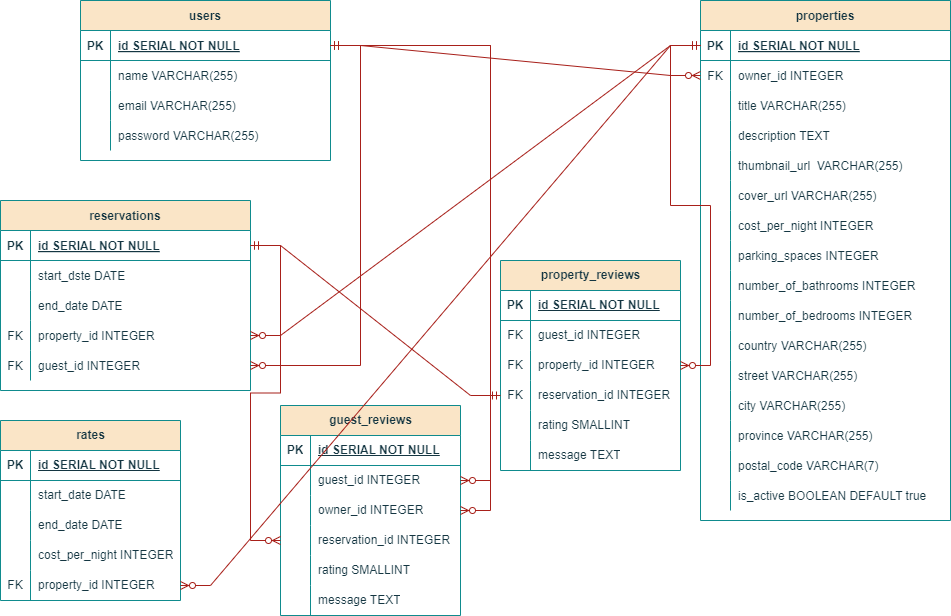 users
PK id SERIAL NOT NULL
name VARCHAR(255)
email VARCHAR(255)
password VARCHAR(255)
properties
PK id SERIAL NOT NULL
FK owner_id INTEGER
title VARCHAR(255)
description TEXT
thumbnail_url VARCHAR(255)
cover_url VARCHAR(255)
cost_per_night INTEGER
parking_spaces INTEGER
number_of_bathrooms INTEGER
number_of_bedrooms INTEGER
country VARCHAR(255)
street VARCHAR(255)
city VARCHAR(255)
province VARCHAR(255)
postal_code VARCHAR(7)
is_active BOOLEAN DEFAULT true
reservations
PK id SERIAL NOT NULL
start_dste DATE
end_date DATE
FK property_id INTEGER
FK guest_id INTEGER
property_reviews
PK id SERIAL NOT NULL
FK guest_id INTEGER
FK property_id INTEGER
FK reservation_id INTEGER
rating SMALLINT
message TEXT
rates
PK id SERIAL NOT NULL
start_date DATE
end_date DATE
cost_per_night INTEGER
FK property_id INTEGER
guest_reviews
PK id SERIAL NOT NULL
guest_id INTEGER
owner_id INTEGER
reservation_id INTEGER
rating SMALLINT
message TEXT